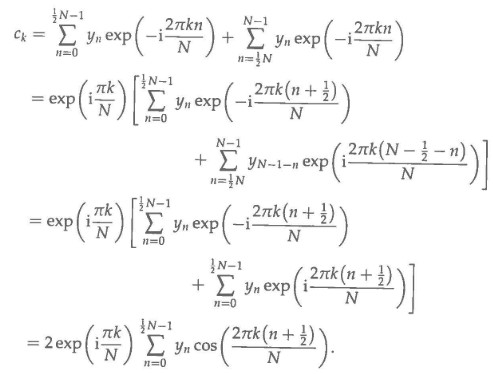 $c_k = \sum_{n=0}^{\frac{1}{2}N-1} y_n \exp\left(-\mathrm{i}\frac{2\pi kn}{N}\right) + \sum_{n=\frac{1}{2}N}^{N-1} y_n \exp\left(-\mathrm{i}\frac{2\pi kn}{N}\right)$
$= \exp\left(\mathrm{i}\frac{\pi k}{N}\right) \left[ \sum_{n=0}^{\frac{1}{2}N-1} y_n \exp\left(-\mathrm{i}\frac{2\pi k(n+\frac{1}{2})}{N}\right) \right.$
$\left. + \sum_{n=\frac{1}{2}N}^{N-1} y_{N-1-n} \exp\left(\mathrm{i}\frac{2\pi k(N-\frac{1}{2}-n)}{N}\right) \right]$
$= \exp\left(\mathrm{i}\frac{\pi k}{N}\right) \left[ \sum_{n=0}^{\frac{1}{2}N-1} y_n \exp\left(-\mathrm{i}\frac{2\pi k(n+\frac{1}{2})}{N}\right) \right.$
$\left. + \sum_{n=0}^{\frac{1}{2}N-1} y_n \exp\left(\mathrm{i}\frac{2\pi k(n+\frac{1}{2})}{N}\right) \right]$
$= 2\exp\left(\mathrm{i}\frac{\pi k}{N}\right) \sum_{n=0}^{\frac{1}{2}N-1} y_n \cos\left(\frac{2\pi k(n+\frac{1}{2})}{N}\right).$